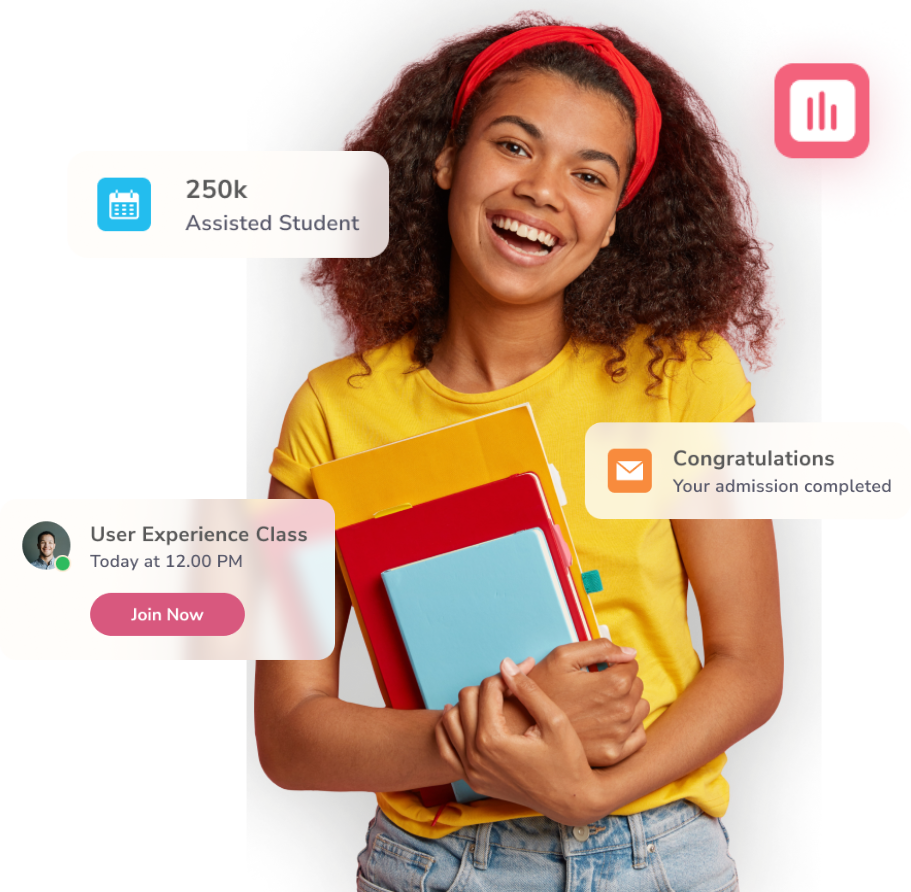 250k
Assisted Student
Congratulations
Your admission completed
User Experience Class
Today at 12.00 PM
Join Now